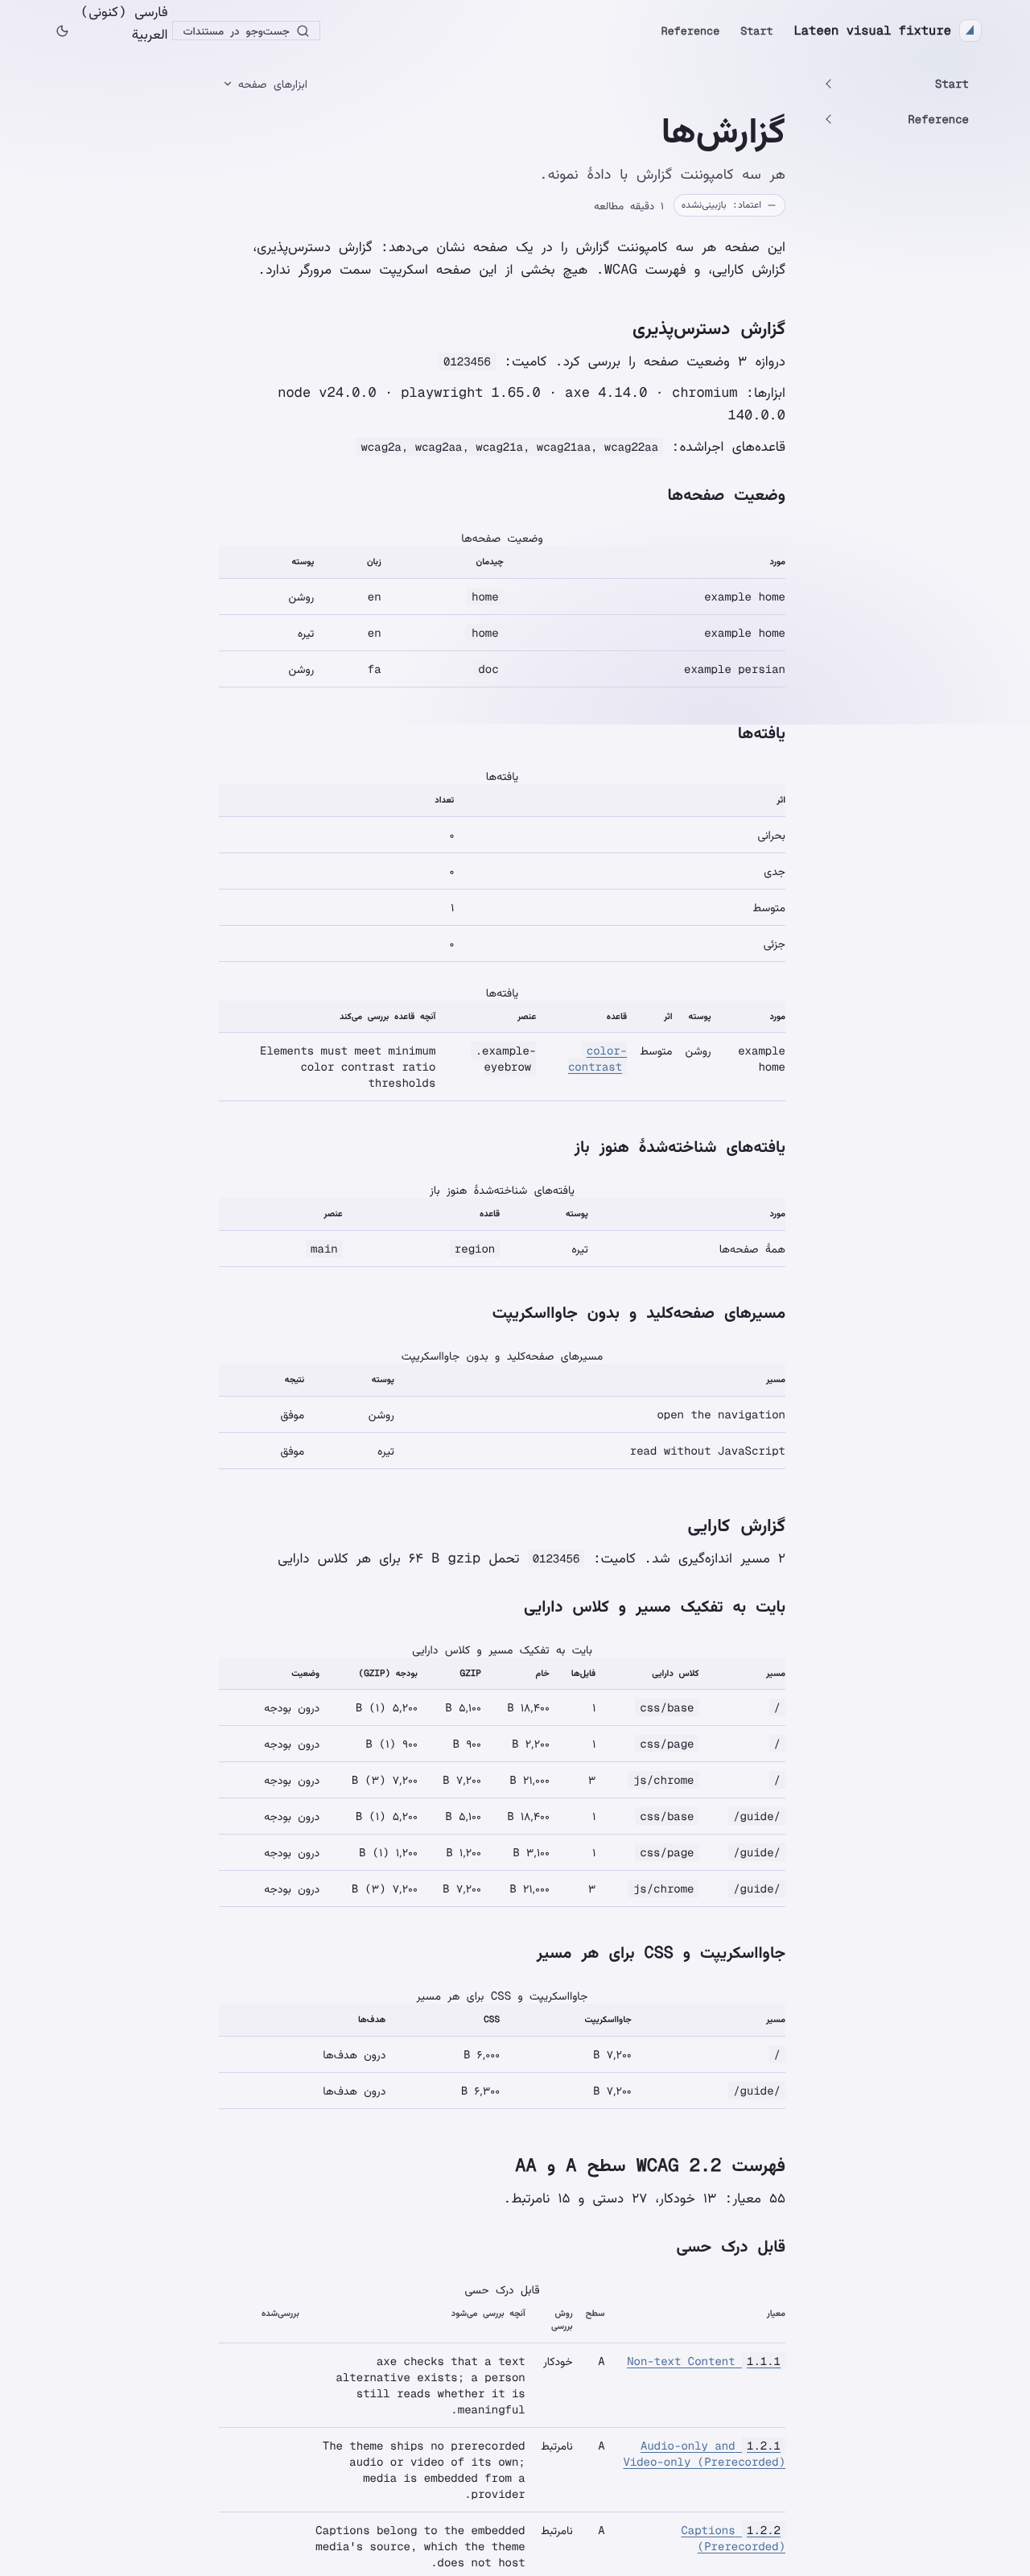 Lateen visual fixture Start Reference
جست‌وجو در مستندات
فارسی (کنونی)
العربية
Start
Reference
ابزارهای صفحه
گزارش‌ها
هر سه کامپوننت گزارش با دادهٔ نمونه.
— اعتماد: بازبینی‌نشده ۱ دقیقه مطالعه
این صفحه هر سه کامپوننت گزارش را در یک صفحه نشان می‌دهد: گزارش دسترس‌پذیری،
گزارش کارایی، و فهرست WCAG. هیچ بخشی از این صفحه اسکریپت سمت مرورگر ندارد.
گزارش دسترس‌پذیری
دروازه ۳ وضعیت صفحه را بررسی کرد. کامیت: 0123456
ابزارها: node v24.0.0 · playwright 1.65.0 · axe 4.14.0 · chromium
140.0.0
قاعده‌های اجراشده: wcag2a, wcag2aa, wcag21a, wcag21aa, wcag22aa
وضعیت صفحه‌ها
وضعیت صفحه‌ها
مورد چیدمان زبان پوسته
example home home en روشن
example home home en تیره
example persian doc fa روشن
یافته‌ها
یافته‌ها
اثر تعداد
بحرانی ۰
جدی ۰
متوسط ۱
جزئی ۰
یافته‌ها
مورد پوسته اثر قاعده عنصر آنچه قاعده بررسی می‌کند
example روشن متوسط color- .example- Elements must meet minimum
home contrast eyebrow color contrast ratio
thresholds
یافته‌های شناخته‌شدهٔ هنوز باز
یافته‌های شناخته‌شدهٔ هنوز باز
مورد پوسته قاعده عنصر
همهٔ صفحه‌ها تیره region main
مسیرهای صفحه‌کلید و بدون جاوااسکریپت
مسیرهای صفحه‌کلید و بدون جاوااسکریپت
مسیر پوسته نتیجه
open the navigation روشن موفق
read without JavaScript تیره موفق
گزارش کارایی
۲ مسیر اندازه‌گیری شد. کامیت: 0123456 تحمل ۶۴ B gzip برای هر کلاس دارایی
بایت به تفکیک مسیر و کلاس دارایی
بایت به تفکیک مسیر و کلاس دارایی
مسیر کلاس دارایی فایل‌ها خام GZIP بودجه (GZIP) وضعیت
/ css/base ۱ ۱۸,۴۰۰ B ۵,۱۰۰ B ۵,۲۰۰ B (۱) درون بودجه
/ css/page ۱ ۲,۲۰۰ B ۹۰۰ B ۹۰۰ B (۱) درون بودجه
/ js/chrome ۳ ۲۱,۰۰۰ B ۷,۲۰۰ B ۷,۲۰۰ B (۳) درون بودجه
/guide/ css/base ۱ ۱۸,۴۰۰ B ۵,۱۰۰ B ۵,۲۰۰ B (۱) درون بودجه
/guide/ css/page ۱ ۳,۱۰۰ B ۱,۲۰۰ B ۱,۲۰۰ B (۱) درون بودجه
/guide/ js/chrome ۳ ۲۱,۰۰۰ B ۷,۲۰۰ B ۷,۲۰۰ B (۳) درون بودجه
جاوااسکریپت و CSS برای هر مسیر
جاوااسکریپت و CSS برای هر مسیر
مسیر جاوااسکریپت CSS هدف‌ها
/ ۷,۲۰۰ B ۶,۰۰۰ B درون هدف‌ها
/guide/ ۷,۲۰۰ B ۶,۳۰۰ B درون هدف‌ها
فهرست WCAG 2.2 سطح A و AA
۵۵ معیار: ۱۳ خودکار، ۲۷ دستی و ۱۵ نامرتبط.
قابل درک حسی
قابل درک حسی
معیار سطح روش آنچه بررسی می‌شود بررسی‌شده
بررسی
1.1.1 Non-text Content A خودکار axe checks that a text
alternative exists; a person
still reads whether it is
meaningful.
1.2.1 Audio-only and A نامرتبط The theme ships no prerecorded
Video-only (Prerecorded) audio or video of its own;
media is embedded from a
provider.
1.2.2 Captions A نامرتبط Captions belong to the embedded
(Prerecorded) media's source, which the theme
does not host.